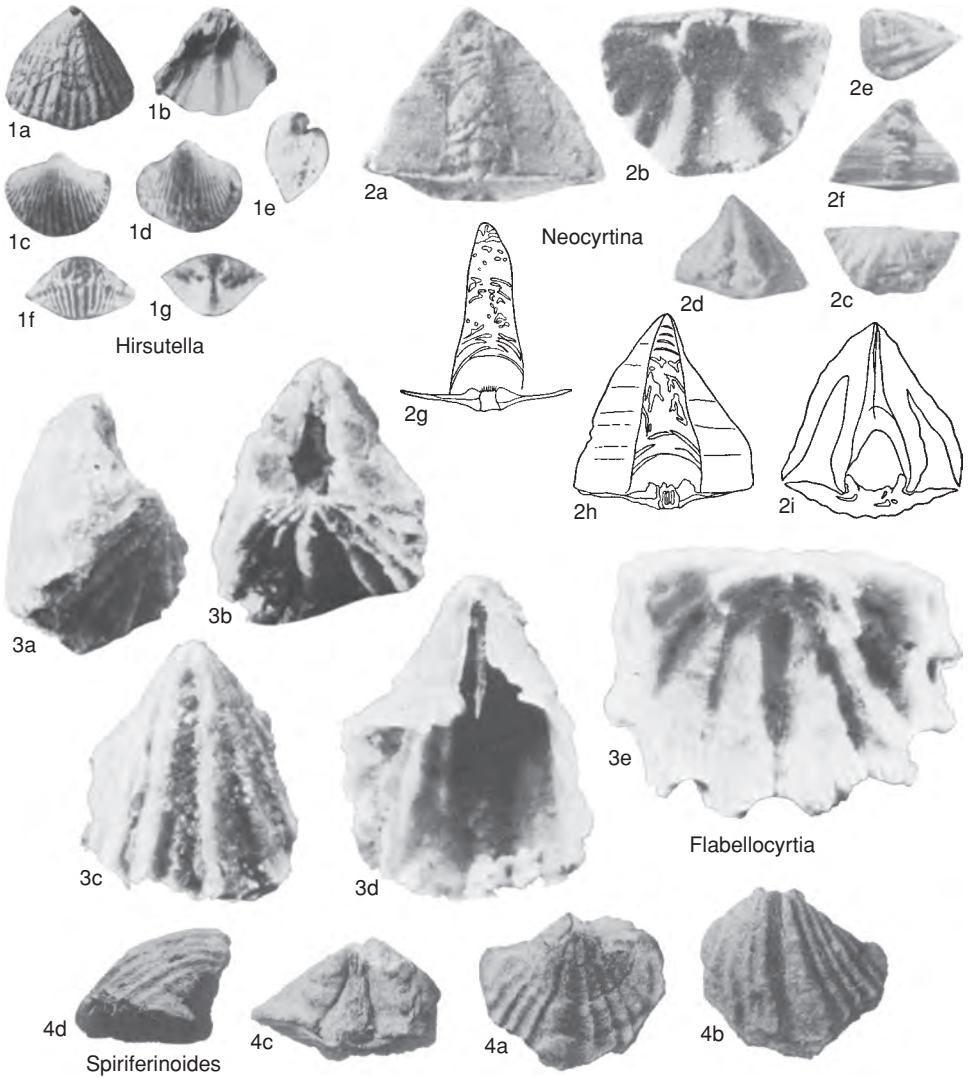 1a
1b
1c
1d
1e
1f
1g
Hirsutella
2a
2b
2e
2f
Neocyrtina
2d
2c
2g
2h
2i
3a
3b
3c
3d
3e
Flabellocyrtia
4d
4c
4a
4b
Spiriferinoides